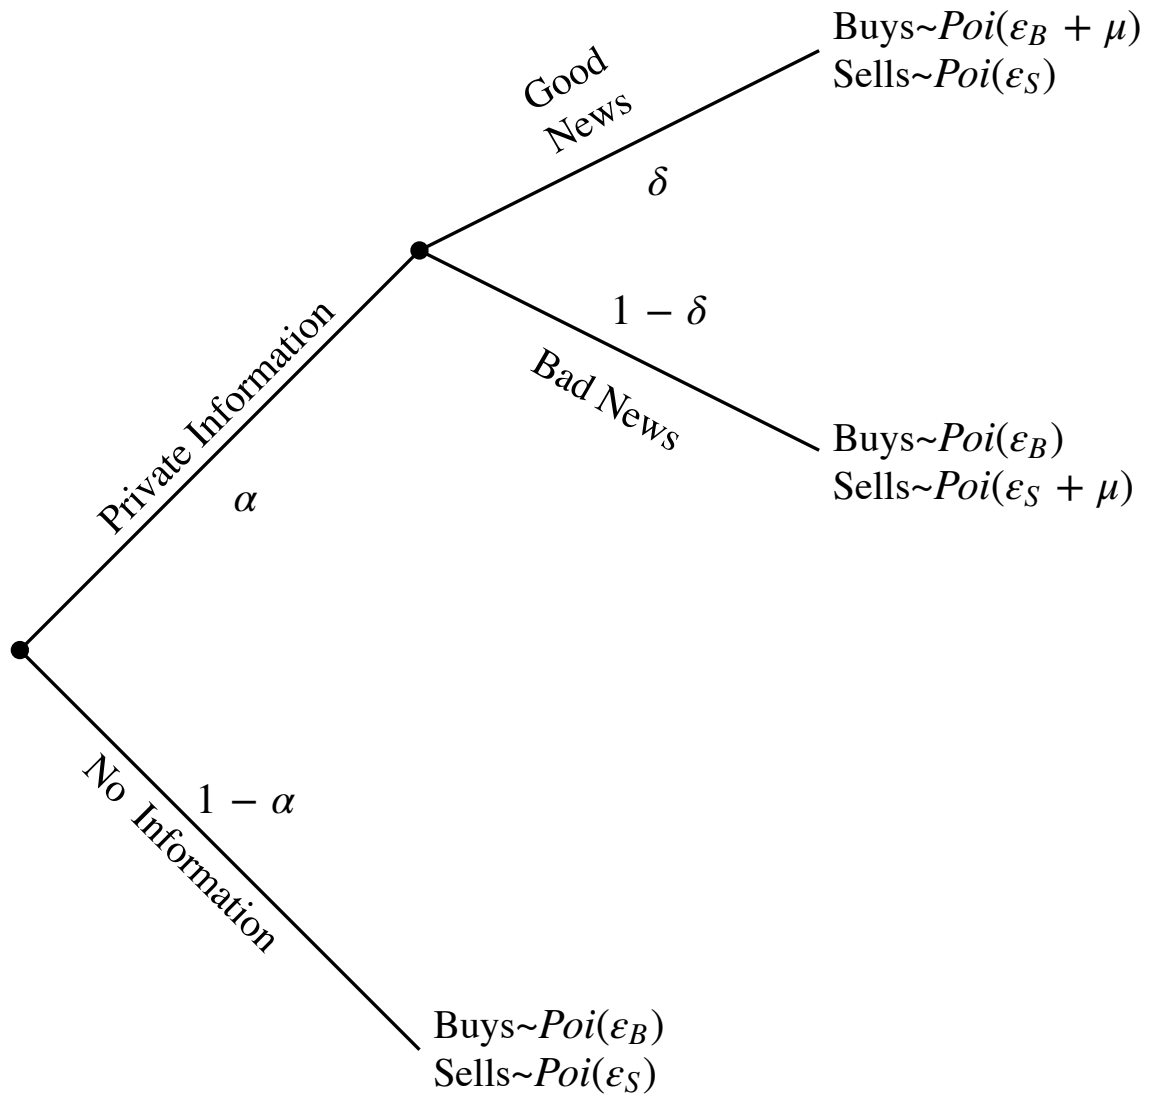 Buys~Poi(ε_B + μ)
Sells~Poi(ε_S)
Good
News
δ
1 − δ
Bad News
Buys~Poi(ε_B)
Sells~Poi(ε_S + μ)
Private Information
α
1 − α
No Information
Buys~Poi(ε_B)
Sells~Poi(ε_S)